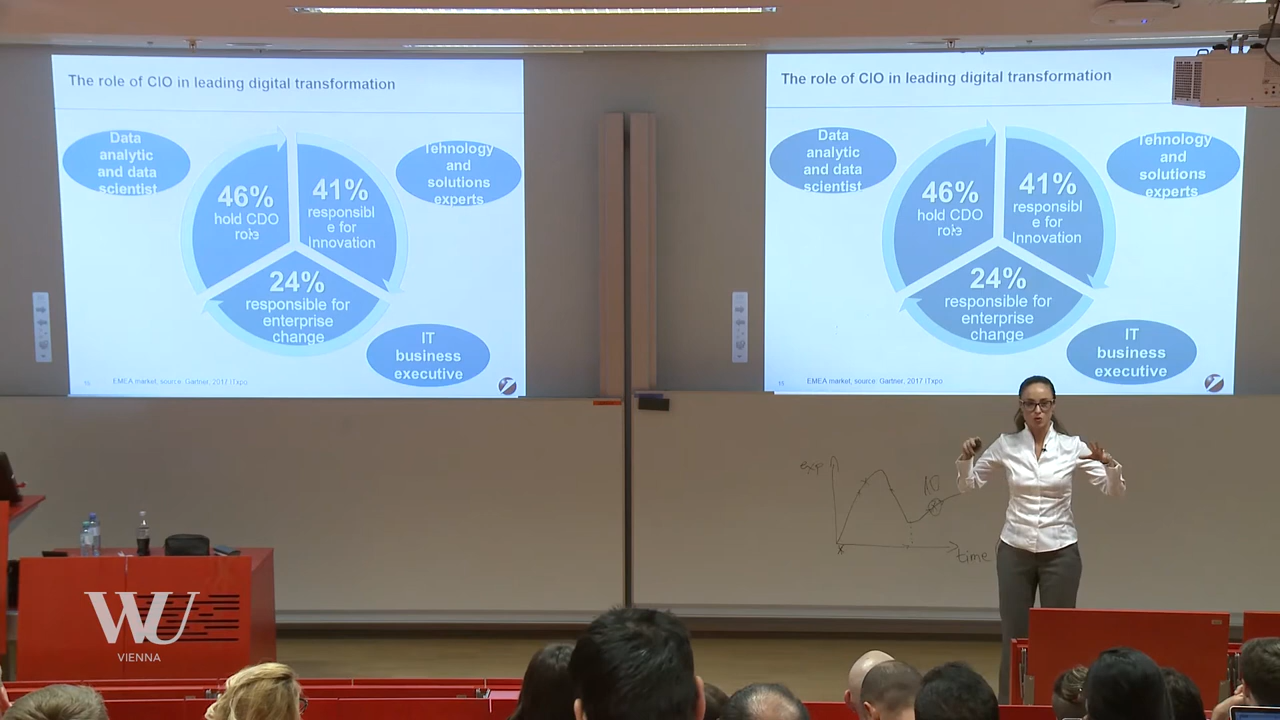 The role of CIO in leading digital transformation
Data
analytic
and data
scientist
46%
hold CDO
role
41%
responsibl
e for
Innovation
Tehnology
and
solutions
experts
24%
responsible for
enterprise
change
IT
business
executive
EMEA market, source: Gartner, 2017 ITxpo
The role of CIO in leading digital transformation
Data
analytic
and data
scientist
46%
hold CDO
role
41%
responsibl
e for
Innovation
Tehnology
and
solutions
experts
24%
responsible for
enterprise
change
IT
business
executive
EMEA market, source: Gartner, 2017 ITxpo
exp
time
WU
VIENNA